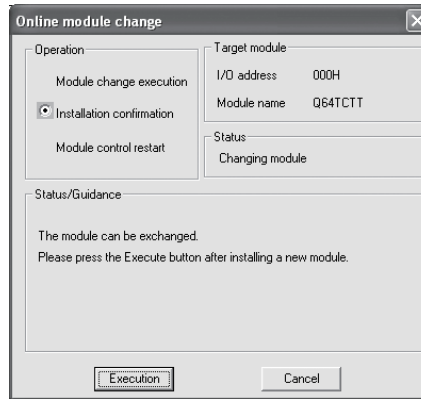 Online module change
Operation
Module change execution
Installation confirmation
Module control restart
Target module
I/O address 000H
Module name Q64TCTT
Status
Changing module
Status/Guidance
The module can be exchanged.
Please press the Execute button after installing a new module.
Execution Cancel